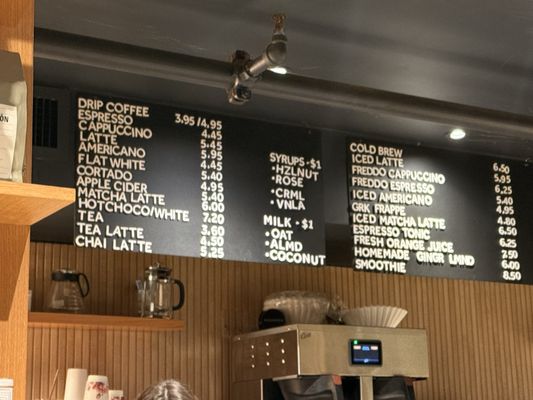 DRIP COFFEE 3.95/4.95
ESPRESSO 4.45
CAPPUCCINO 5.45
LATTE 5.95
AMERICANO 4.45
FLAT WHITE 5.40
CORTADO 4.95
APPLE CIDER 5.40
MATCHA LATTE 6.00
HOTCHOCO/WHITE 7.20
TEA 3.60
TEA LATTE 4.50
CHAI LATTE 5.25
SYRUPS·$1
·HZLNUT
·ROSE
·CRML
·VNLA
MILK·$1
·OAT
·ALMD
·COCONUT
COLD BREW 6.50
ICED LATTE 5.95
FREDDO CAPPUCCINO 6.25
FREDDO ESPRESSO 5.40
ICED AMERICANO 4.95
GRK FRAPPE 4.80
ICED MATCHA LATTE 6.50
ESPRESSO TONIC 6.25
FRESH ORANGE JUICE 2.50
HOMEMADE GINGR LMND 6.00
SMOOTHIE 8.50